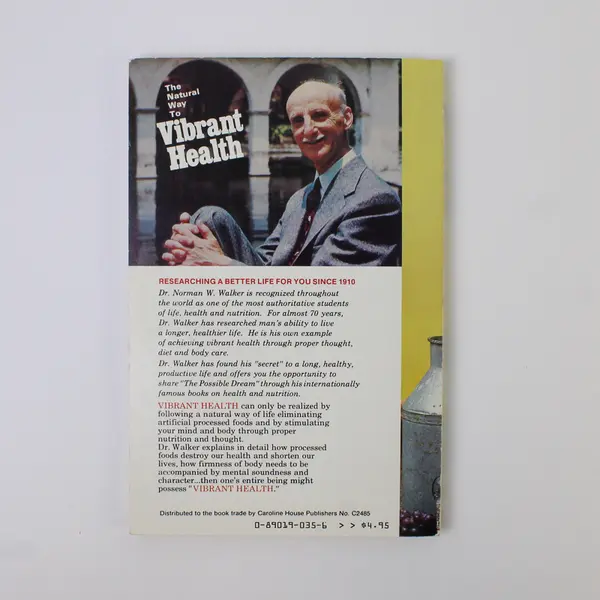 The
Natural
Way
To
Vibrant
Health
RESEARCHING A BETTER LIFE FOR YOU SINCE 1910
Dr. Norman W. Walker is recognized throughout
the world as one of the most authoritative students
of life, health and nutrition. For almost 70 years,
Dr. Walker has researched man's ability to live
a longer, healthier life. He is his own example
of achieving vibrant health through proper thought,
diet and body care.
Dr. Walker has found his "secret" to a long, healthy,
productive life and offers you the opportunity to
share "The Possible Dream" through his internationally
famous books on health and nutrition.
VIBRANT HEALTH can only be realized by
following a natural way of life eliminating
artificial processed foods and by stimulating
your mind and body through proper
nutrition and thought.
Dr. Walker explains in detail how processed
foods destroy our health and shorten our
lives, how firmness of body needs to be
accompanied by mental soundness and
character...then one's entire being might
possess "VIBRANT HEALTH."
Distributed to the book trade by Caroline House Publishers No. C2485
0-89019-035-6 > > $4.95